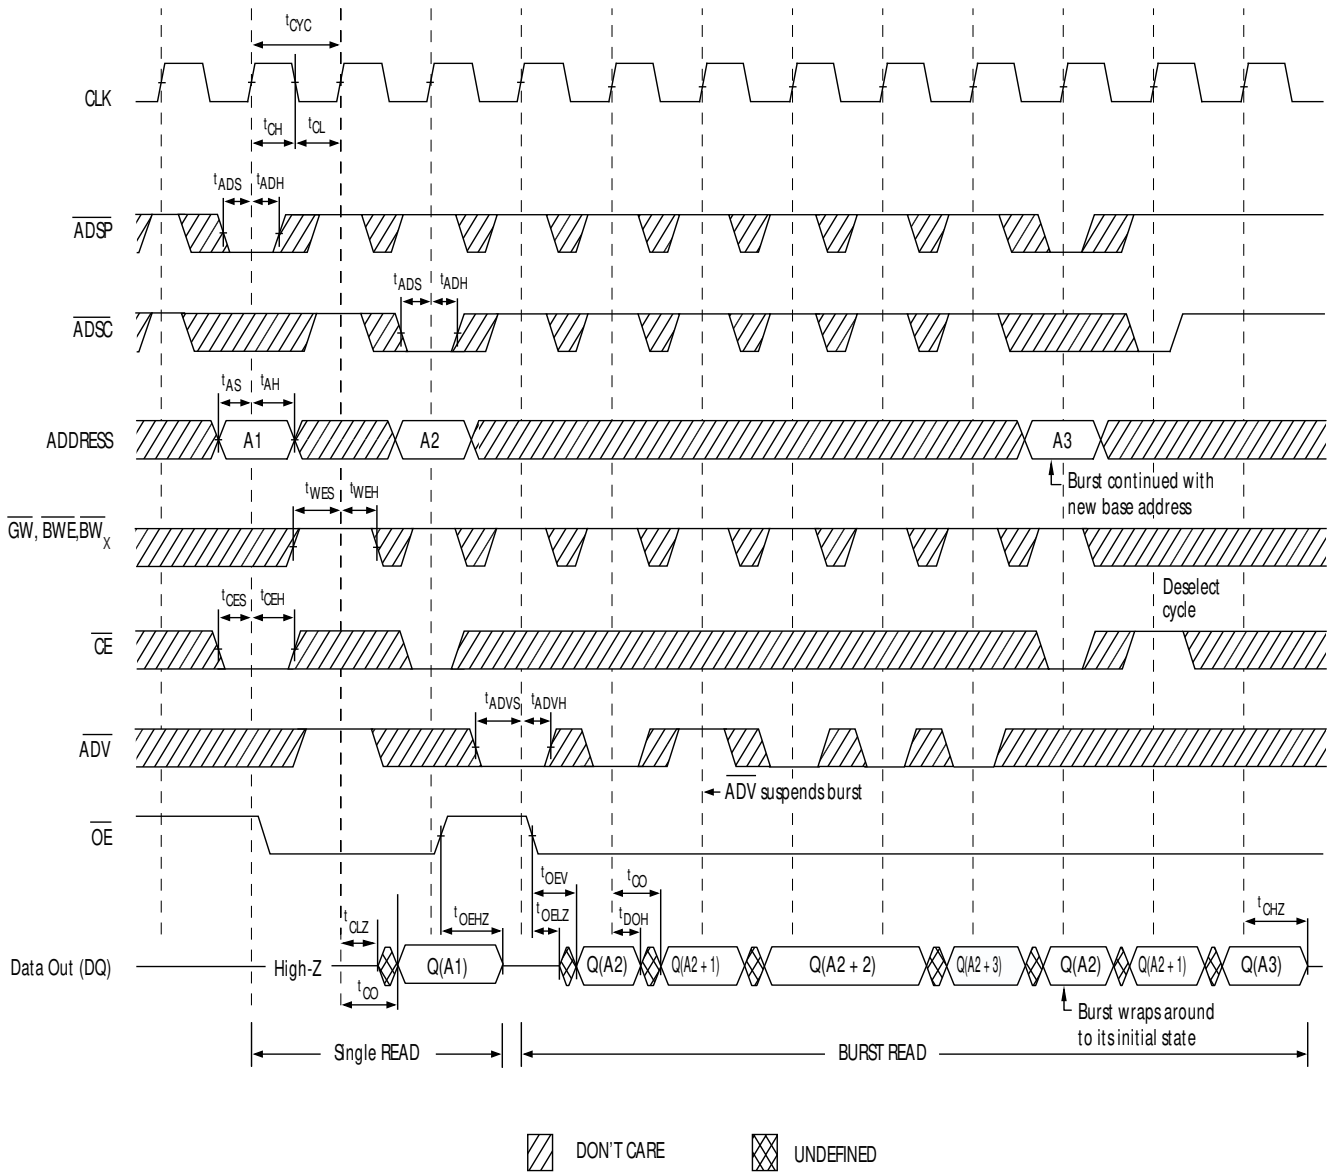 tCYC
CLK
tCH
tCL
tADS
tADH
ADSP
tADS
tADH
ADSC
tAS
tAH
ADDRESS
A1
A2
A3
Burst continued with
new base address
tWES
tWEH
GW, BWE,BWX
Deselect
cycle
tCES
tCEH
CE
tADVS
tADVH
ADV
ADV suspends burst
OE
tOEV
tCO
tCLZ
tOEHZ
tOELZ
tDOH
tCHZ
Data Out (DQ)
High-Z
Q(A1)
Q(A2)
Q(A2 + 1)
Q(A2 + 2)
Q(A2 + 3)
Q(A2)
Q(A2 + 1)
Q(A3)
tCO
Burst wraps around
to its initial state
Single READ
BURST READ
DON'T CARE
UNDEFINED